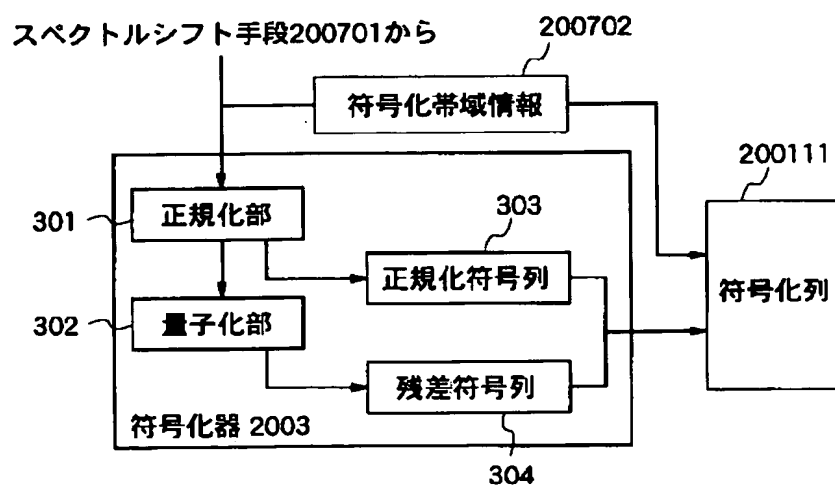 スペクトルシフト手段200701から
200702
符号化帯域情報
200111
301
正規化部
303
正規化符号列
符号化列
302
量子化部
残差符号列
符号化器 2003
304